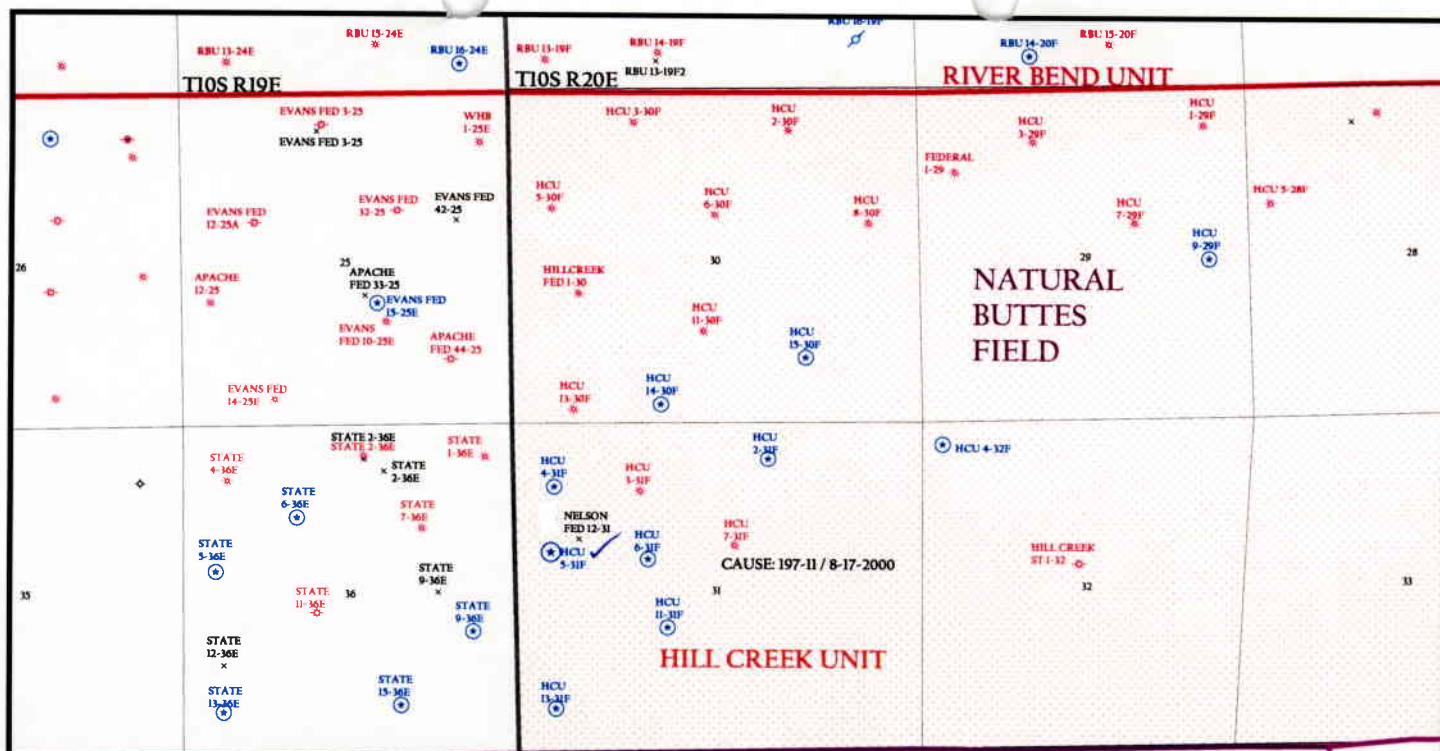 RBU 16-19F
RBU 15-24E
RBU 13-24E
RBU 16-24E
RBU 13-19F
RBU 14-19F
RBU 13-19F2
RBU 14-20F
RBU 15-20F
T10S R19E
T10S R20E
RIVER BEND UNIT
EVANS FED 3-25
EVANS FED 3-25
WHB
1-25E
HCU 3-30F
HCU
2-30F
HCU
3-29F
HCU
1-29F
FEDERAL
1-29
EVANS FED
12-25A
EVANS FED
32-25
EVANS FED
42-25
HCU
5-30F
HCU
6-30F
HCU
8-30F
HCU
7-29F
HCU 5-28F
HCU
9-29F
26
25
30
29
28
APACHE
12-25
APACHE
FED 33-25
EVANS FED
15-25E
EVANS
FED 10-25E
APACHE
FED 44-25
HILLCREEK
FED 1-30
HCU
11-30F
HCU
15-30F
NATURAL
BUTTES
FIELD
EVANS FED
14-25E
HCU
13-30F
HCU
14-30F
STATE
4-36E
STATE 2-36E
STATE 2-36E
STATE
2-36E
STATE
1-36E
HCU
4-31F
HCU
3-31F
HCU
2-31F
HCU 4-32F
STATE
6-36E
STATE
7-36E
NELSON
FED 12-31
HCU
5-31F
HCU
6-31F
HCU
7-31F
CAUSE: 197-11 / 8-17-2000
HILL CREEK
ST 1-32
STATE
5-36E
STATE
9-36E
35
36
31
32
33
STATE
11-36E
STATE
9-36E
HCU
11-31F
STATE
12-36E
HILL CREEK UNIT
STATE
13-36E
STATE
15-36E
HCU
13-31F